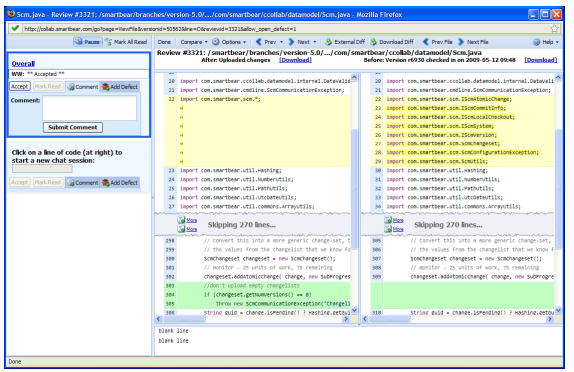 Scm.java - Review #3321: /smartbear/branches/version-5.0/.../com/smartbear/ccollab/datamodel/Scm.java - Mozilla Firefox
Pause Mark All Read Done Compare Options Prev Next External Diff Download Diff Prev File Next File Help
Review #3321: /smartbear/branches/version-5.0/.../com/smartbear/ccollab/datamodel/Scm.java
After: Uploaded changes [Download] Before: Version r6930 checked in on 2009-05-12 09:48 [Download]
Overall
WW: ** Accepted **
Accept Mark Read Comment Add Defect
Comment:
Submit Comment
Click on a line of code (at right) to
start a new chat session:
Accept Mark Read Comment Add Defect
20 import com.smartbear.ccollab.datamodel.internal.DataVali
21 import com.smartbear.cmdline.ScmCommunicationException;
22 import com.smartbear.scm.*;
23 import com.smartbear.util.Hashing;
24 import com.smartbear.util.NumberUtils;
25 import com.smartbear.util.PathUtils;
26 import com.smartbear.util.UtcDateUtils;
27 import com.smartbear.util.commons.ArrayUtils;
More
More
Skipping 270 lines...
298 // Convert this into a more generic change-set, t
299 // the values from the changelist that we know f
300 ScmChangeset changeset = new ScmChangeset();
301 // monitor - 25 units of work, 75 remaining
302 changeset.addAtomicChange( change, new SubProgres
303 //don't upload empty changelists
304 if (changeset.getNumVersions() == 0)
305 throw new ScmCommunicationException("Changeli
306 String guid = change.isPending() ? Hashing.getGui
20 import com.smartbear.ccollab.datamodel.internal.DataVali
21 import com.smartbear.cmdline.ScmCommunicationException;
22 import com.smartbear.scm.IScmAtomicChange;
23 import com.smartbear.scm.IScmCommitInfo;
24 import com.smartbear.scm.IScmLocalCheckout;
25 import com.smartbear.scm.IScmSystem;
26 import com.smartbear.scm.IScmVersion;
27 import com.smartbear.scm.ScmChangeset;
28 import com.smartbear.scm.ScmConfigurationException;
29 import com.smartbear.scm.ScmUtils;
30 import com.smartbear.util.Hashing;
31 import com.smartbear.util.NumberUtils;
32 import com.smartbear.util.PathUtils;
33 import com.smartbear.util.UtcDateUtils;
34 import com.smartbear.util.commons.ArrayUtils;
More
More
Skipping 270 lines...
305 // Convert this into a more generic change-set,
306 // the values from the changelist that we know f
307 ScmChangeset changeset = new ScmChangeset();
308 // monitor - 25 units of work, 75 remaining
309 changeset.addAtomicChange( change, new SubProgre
310 String guid = change.isPending() ? Hashing.getGu
blank line
blank line
Done